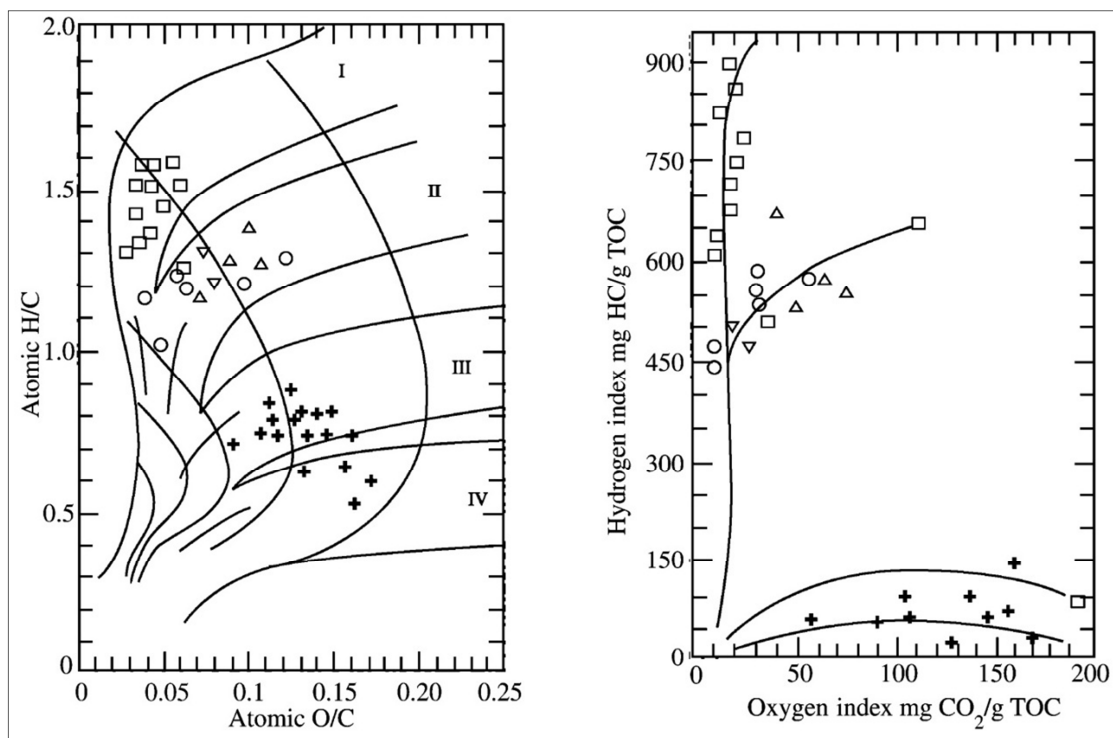 2.0
1.5
1.0
0.5
0
0
0.05
0.10
0.15
0.20
0.25
Atomic H/C
Atomic O/C
I
II
III
IV
900
750
600
450
300
150
0
0
50
100
150
200
Hydrogen index mg HC/g TOC
Oxygen index mg CO₂/g TOC